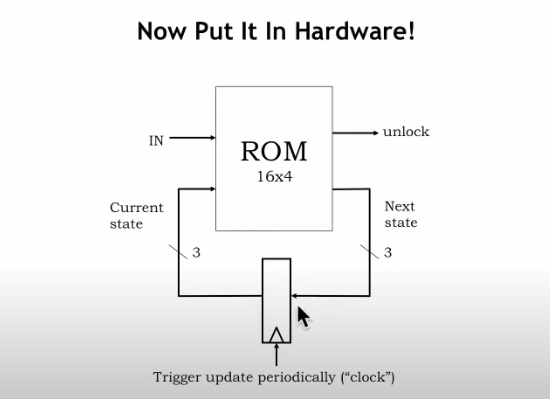 Now Put It In Hardware!
IN
ROM
16x4
unlock
Current
state
Next
state
3
3
Trigger update periodically (“clock”)